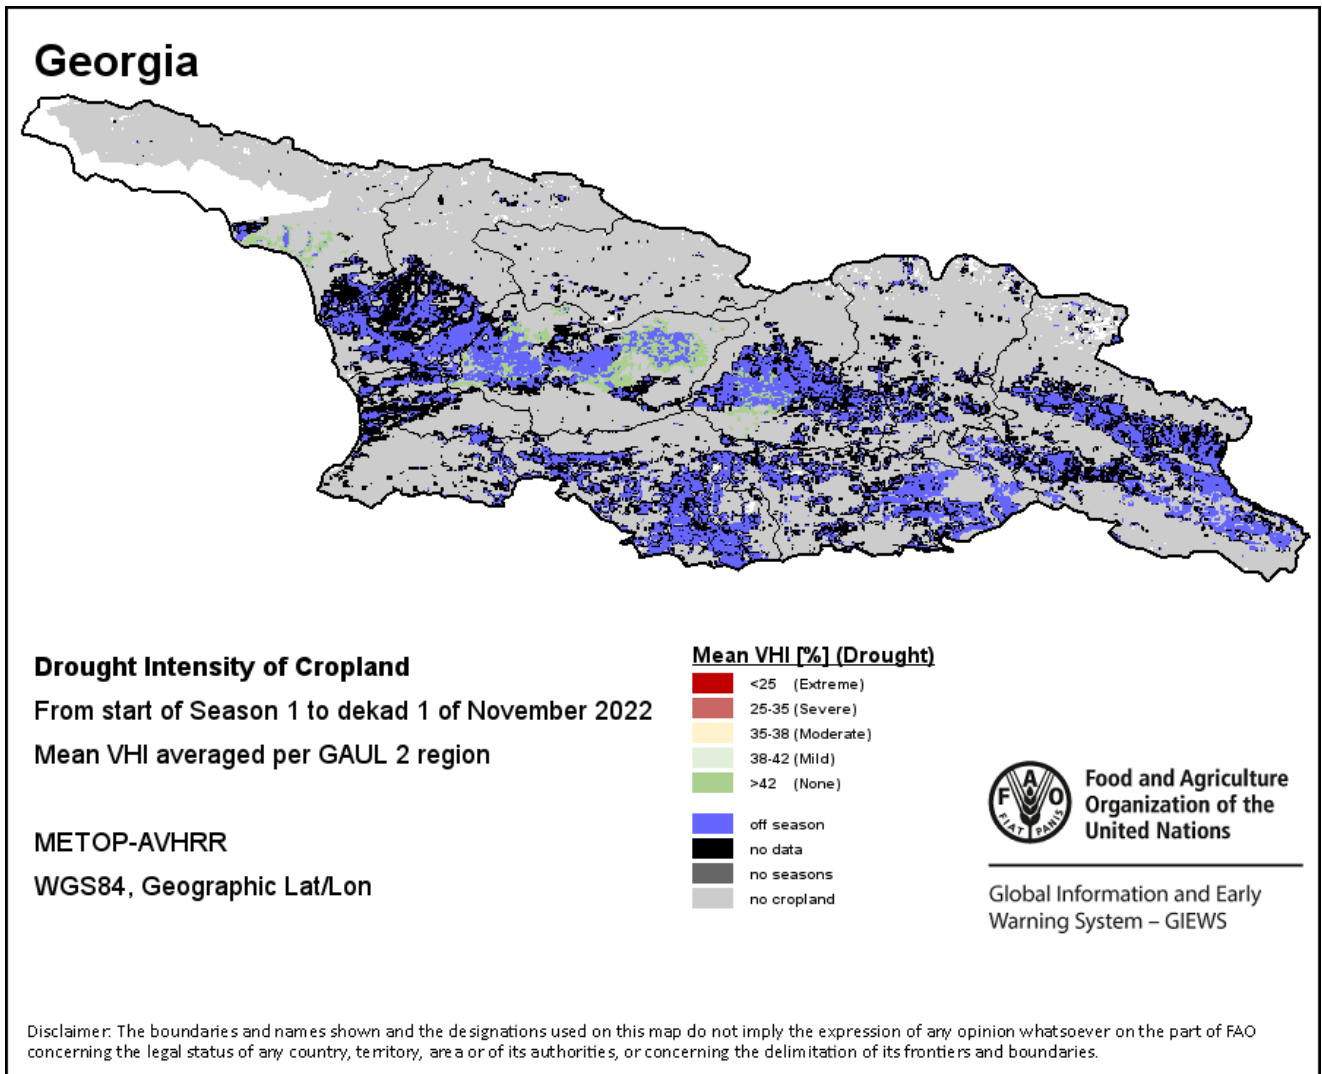 Georgia
Drought Intensity of Cropland
From start of Season 1 to dekad 1 of November 2022
Mean VHI averaged per GAUL 2 region
METOP-AVHRR
WGS84, Geographic Lat/Lon
Mean VHI [%] (Drought)
<25 (Extreme)
25-35 (Severe)
35-38 (Moderate)
38-42 (Mild)
>42 (None)
off season
no data
no seasons
no cropland
F A O
FIAT PANIS
Food and Agriculture
Organization of the
United Nations
Global Information and Early
Warning System – GIEWS
Disclaimer: The boundaries and names shown and the designations used on this map do not imply the expression of any opinion whatsoever on the part of FAO
concerning the legal status of any country, territory, area or of its authorities, or concerning the delimitation of its frontiers and boundaries.